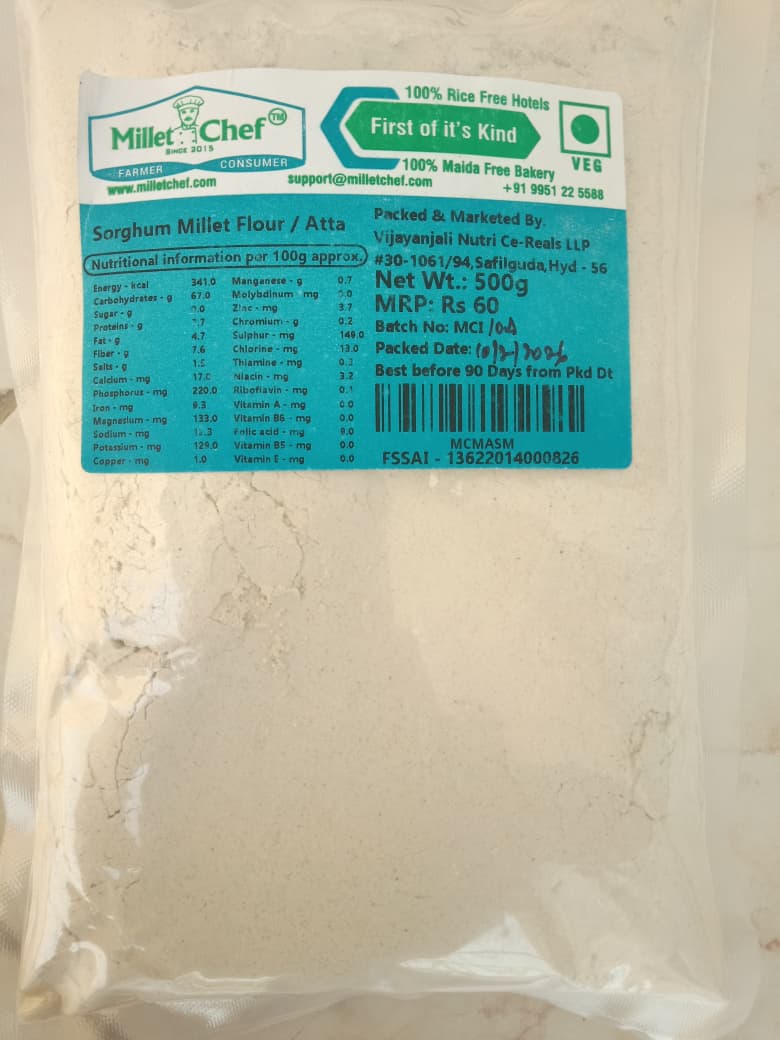 Millet Chef TM
SINCE 2015
FARMER CONSUMER
www.milletchef.com
support@milletchef.com
100% Rice Free Hotels
First of it's Kind
100% Maida Free Bakery
+91 9951 22 5588
VEG
Sorghum Millet Flour / Atta
Nutritional information per 100g approx.
Energy - kcal 341.0
Carbohydrates - g 67.0
Sugar - g
Proteins - g
Fat - g 4.7
Fiber - g 7.6
Salts - g
Calcium - mg
Phosphorus - mg 220.0
Iron - mg
Magnesium - mg 133.0
Sodium - mg
Potassium - mg 129.0
Copper - mg 1.0
Manganese - g 0.7
Molybdinum mg
Zinc - mg 3.7
Chromium - g 0.2
Sulphur - mg 149.0
Chlorine - mg 13.0
Thiamine - mg
Niacin - mg 3.2
Riboflavin - mg 0.1
Vitamin A - mg 0.0
Vitamin B6 - mg 0.0
Folic acid - mg
Vitamin B5 - mg 0.0
Vitamin E - mg 0.0
Packed & Marketed By,
Vijayanjali Nutri Ce-Reals LLP
#30-1061/94,Safilguda,Hyd - 56
Net Wt.: 500g
MRP: Rs 60
Batch No: MCI
Packed Date: 10/2/2026
Best before 90 Days from Pkd Dt
MCMASM
FSSAI - 13622014000826